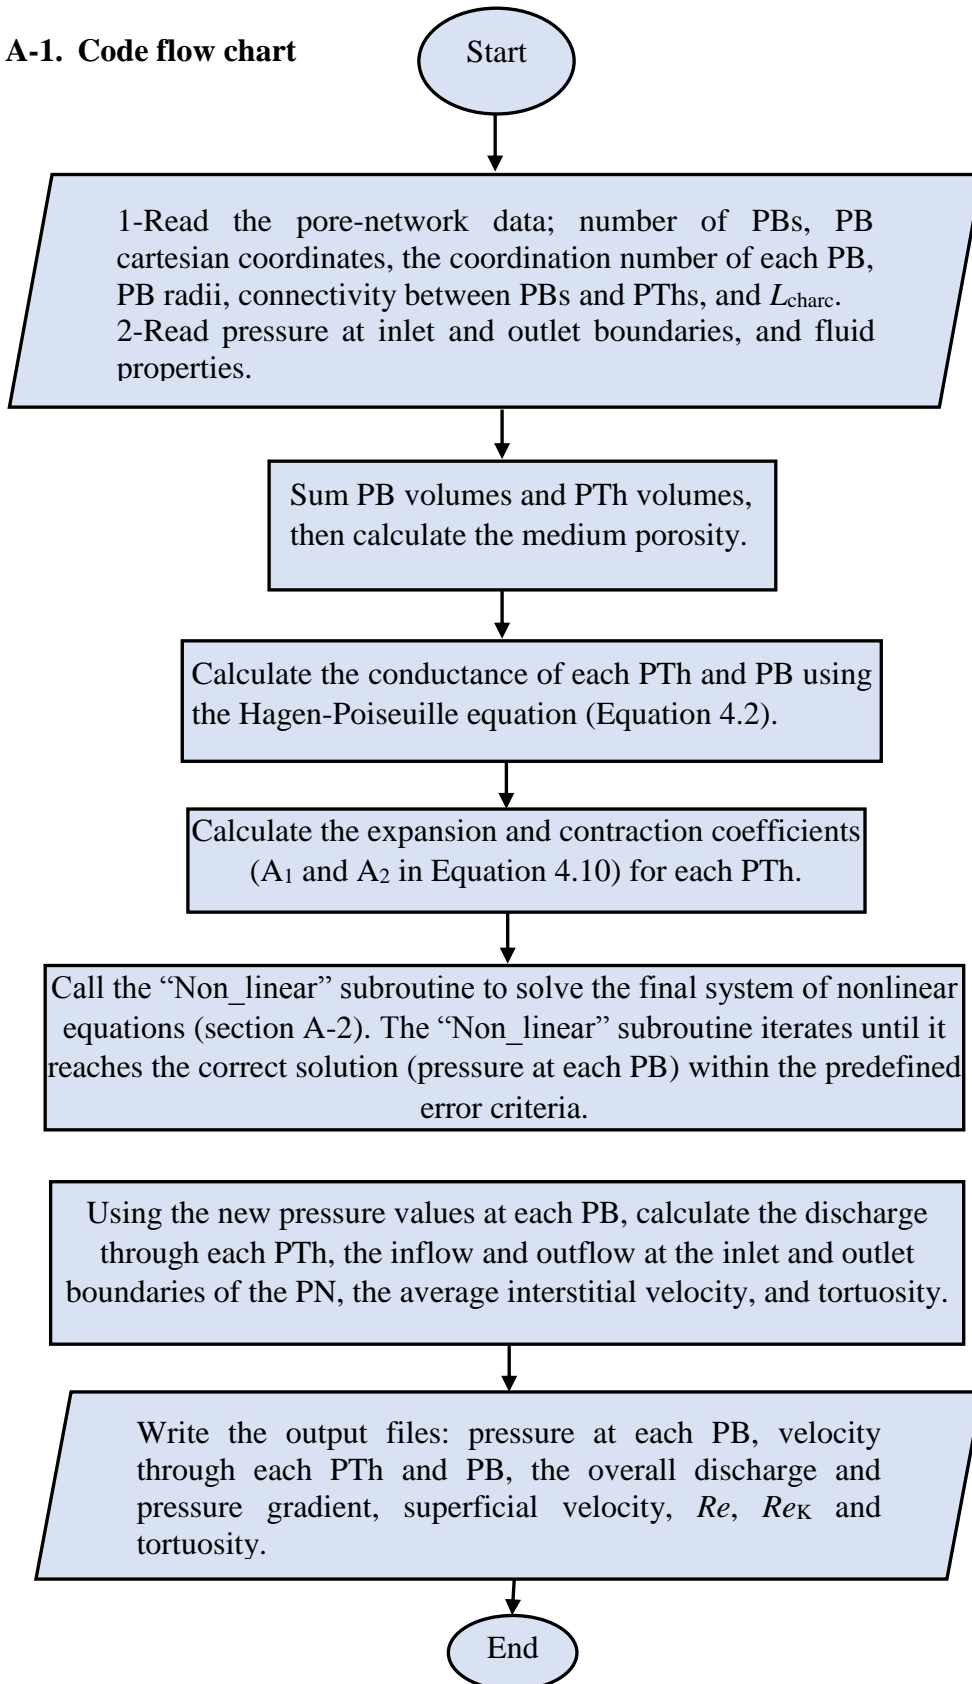 A-1. Code flow chart
Start
1-Read the pore-network data; number of PBs, PB
cartesian coordinates, the coordination number of each PB,
PB radii, connectivity between PBs and PThs, and Lcharc.
2-Read pressure at inlet and outlet boundaries, and fluid
properties.
Sum PB volumes and PTh volumes,
then calculate the medium porosity.
Calculate the conductance of each PTh and PB using
the Hagen-Poiseuille equation (Equation 4.2).
Calculate the expansion and contraction coefficients
(A1 and A2 in Equation 4.10) for each PTh.
Call the “Non_linear” subroutine to solve the final system of nonlinear
equations (section A-2). The “Non_linear” subroutine iterates until it
reaches the correct solution (pressure at each PB) within the predefined
error criteria.
Using the new pressure values at each PB, calculate the discharge
through each PTh, the inflow and outflow at the inlet and outlet
boundaries of the PN, the average interstitial velocity, and tortuosity.
Write the output files: pressure at each PB, velocity
through each PTh and PB, the overall discharge and
pressure gradient, superficial velocity, Re, ReK and
tortuosity.
End